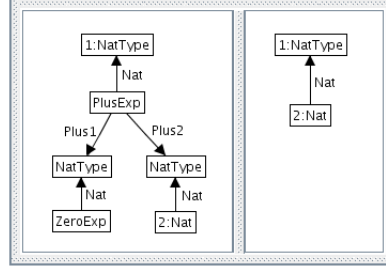 1:NatType
Nat
PlusExp
Plus1
Plus2
NatType
NatType
Nat
Nat
ZeroExp
2:Nat
1:NatType
Nat
2:Nat